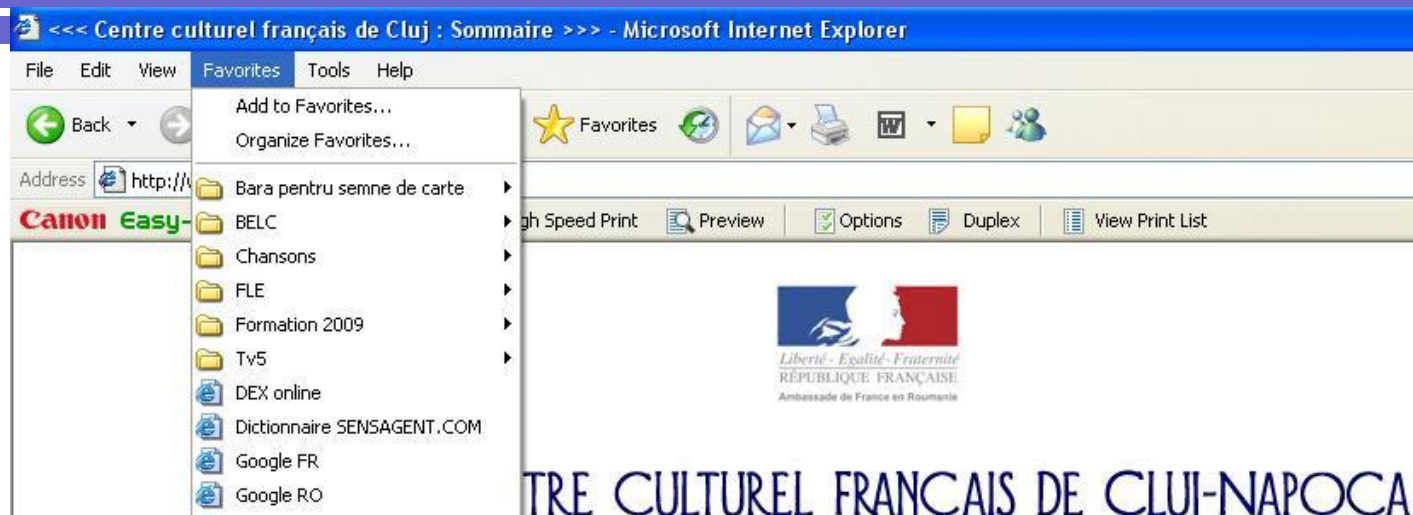 <<< Centre culturel français de Cluj : Sommaire >>> - Microsoft Internet Explorer
File Edit View Favorites Tools Help
Add to Favorites...
Organize Favorites...
Back Favorites
Address http://
Bara pentru semne de carte
Canon Easy- gh Speed Print Preview Options Duplex View Print List
BELC
Chansons
FLE
Formation 2009
Tv5
DEX online
Dictionnaire SENSAGENT.COM
Google FR
Google RO
Liberté - Egalité - Fraternité
RÉPUBLIQUE FRANÇAISE
Ambassade de France en Roumanie
TRE CULTUREL FRANCAIS DE CLUJ-NAPOCA